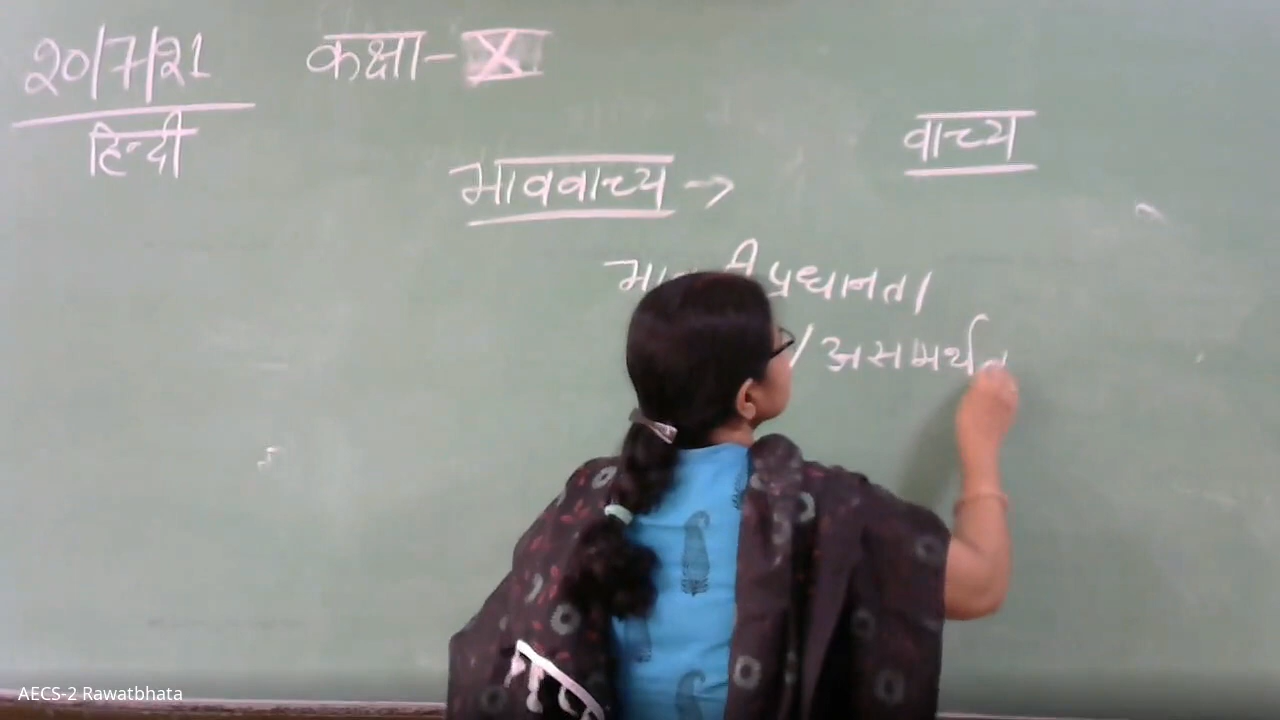 20/7/21
कक्षा - X
हिन्दी
वाच्य
भाववाच्य →
प्रधानता
/ असमर्थत
AECS-2 Rawatbhata